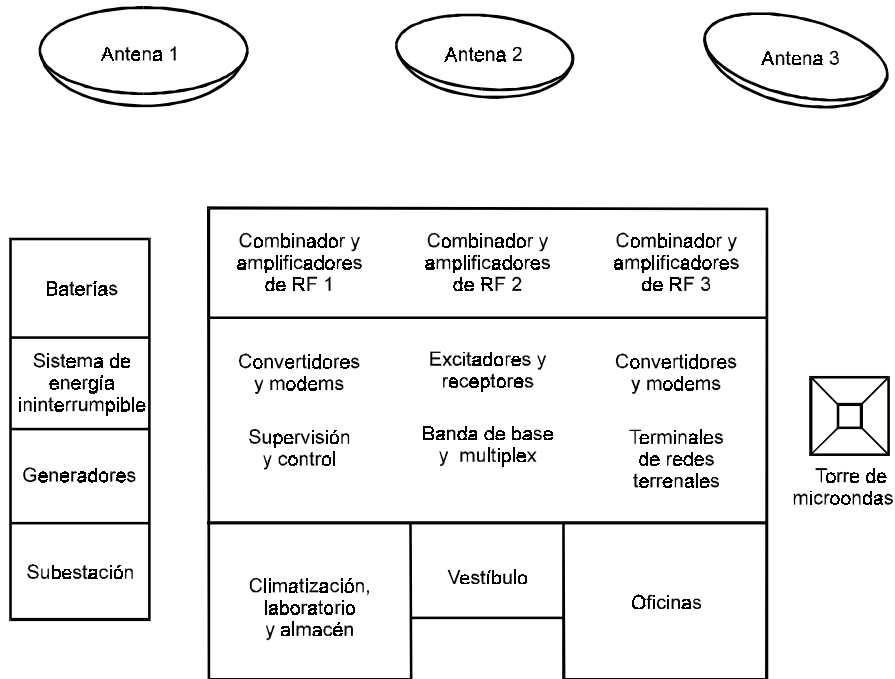 Antena 1
Antena 2
Antena 3
Combinador y
amplificadores
de RF 1
Combinador y
amplificadores
de RF 2
Combinador y
amplificadores
de RF 3
Baterías
Sistema de
energía
ininterrumpible
Generadores
Subestación
Convertidores
y modems
Excitadores y
receptores
Convertidores
y modems
Supervisión
y control
Banda de base
y multiplex
Terminales
de redes
terrenales
Torre de
microondas
Climatización,
laboratorio
y almacén
Vestíbulo
Oficinas